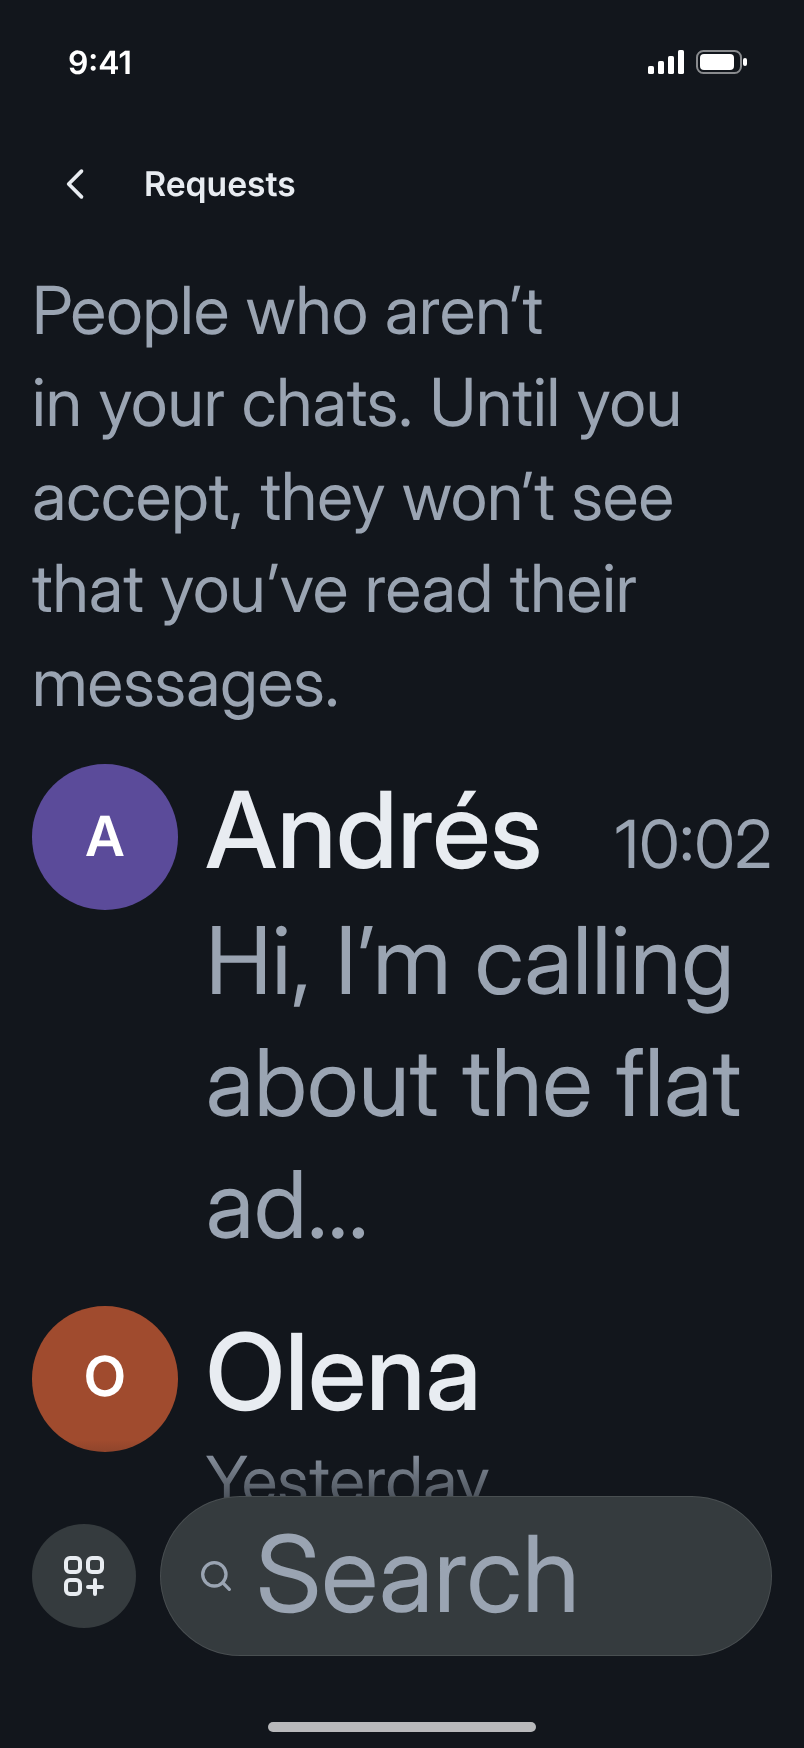 9:41
Requests
People who aren’t
in your chats. Until you
accept, they won’t see
that you’ve read their
messages.
A
Andrés 10:02
Hi, I’m calling
about the flat
ad...
O
Olena
Yesterday
Search